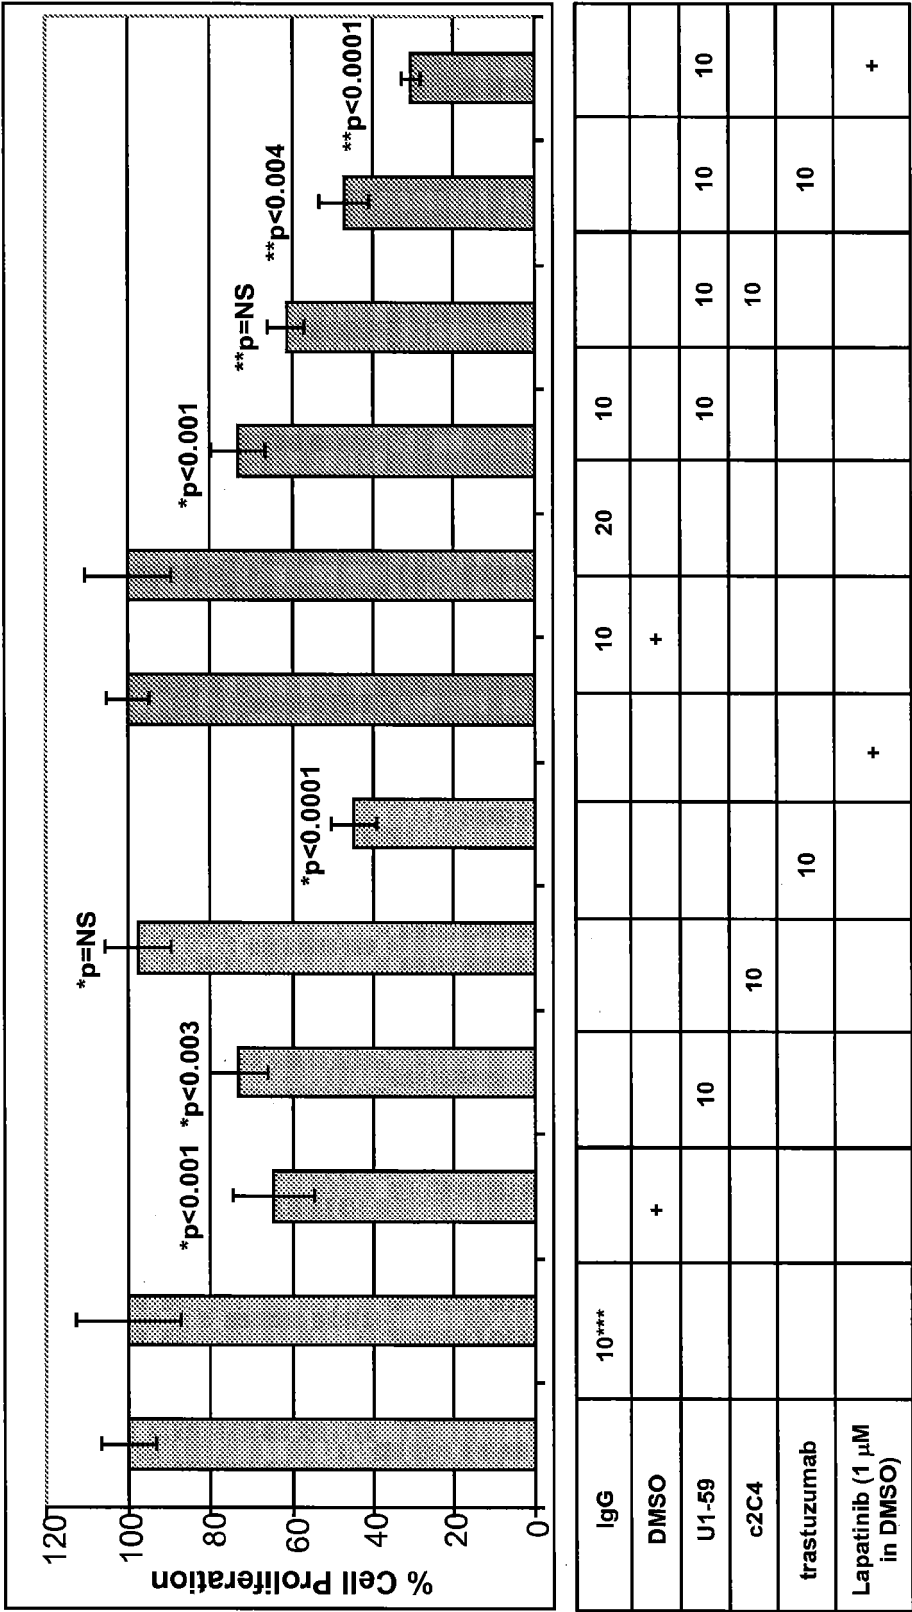 % Cell Proliferation
120
100
80
60
40
20
0
*p<0.001
*p<0.003
*p=NS
*p<0.0001
*p<0.001
**p=NS
**p<0.004
**p<0.0001
IgG 10*** 10 20 10
DMSO + +
U1-59 10 10 10 10 10
c2C4 10 10
trastuzumab 10 10
Lapatinib (1 μM + +
in DMSO)